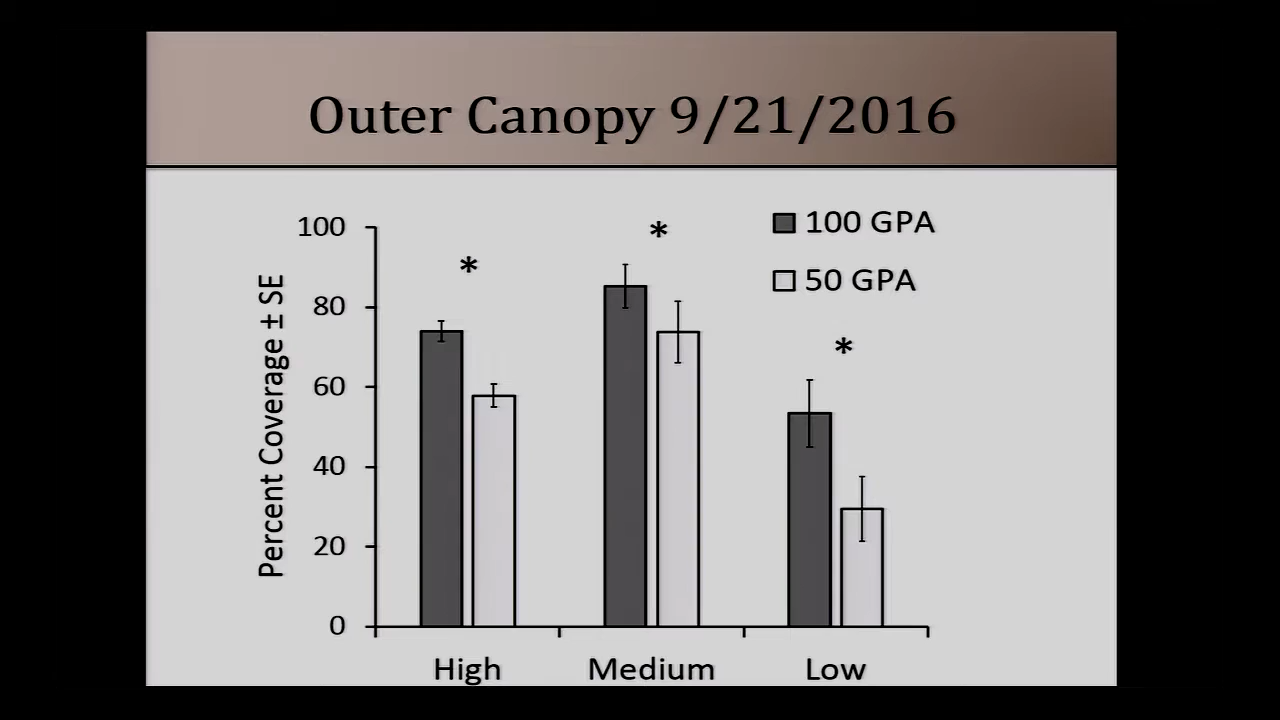 Outer Canopy 9/21/2016
100 GPA
50 GPA
Percent Coverage ± SE
100
80
60
40
20
0
*
*
*
High
Medium
Low